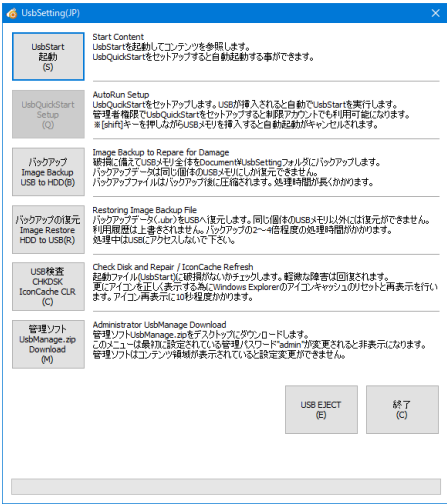 UsbSetting(JP)
UsbStart
起動
(S)
Start Content
UsbStartを起動してコンテンツを参照します。
UsbQuickStartをセットアップすると自動起動する事ができます。
UsbQuickStart
Setup
(Q)
AutoRun Setup
UsbQucikStartをセットアップします。USBが挿入されると自動でUsbStartを実行します。
管理者権限でUsbQuickStartをセットアップすると制限アカウントでも利用可能になります。
※[shift]キーを押しながらUSBメモリを挿入すると自動起動がキャンセルされます。
バックアップ
Image Backup
USB to HDD(B)
Image Backup to Repare for Damage
破損に備えてUSBメモリ全体をDocument¥UsbSettingフォルダにバックアップします。
バックアップデータは同じ個体のUSBメモリにしか復元できません。
バックアップファイルはバックアップ後に圧縮されます。処理時間が長くかかります。
バックアップの復元
Image Restore
HDD to USB(R)
Restoring Image Backup File
バックアップデータ(.ubr)をUSBへ復元します。同じ個体のUSBメモリ以外には復元ができません。
利用履歴は上書きされません。バックアップの2～4倍程度の処理時間がかかります。
処理中はUSBにアクセスしないで下さい。
USB検査
CHKDSK
IconCache CLR
(C)
Check Disk and Repair / IconCache Refresh
起動ファイル(UsbStart)に破損がないかチェックします。軽微な障害は回復されます。
更にアイコンを正しく表示する為にWindows Explorerのアイコンキャッシュのリセットと再表示を行い
ます。アイコン再表示に10秒程度かかります。
管理ソフト
UsbManage.zip
Download
(M)
Administrator UsbManage Download
管理ソフトUsbManage.zipをデスクトップにダウンロードします。
このメニューは最初に設定されている管理パスワード"admin"が変更されると非表示になります。
管理ソフトはコンテンツ領域が表示されていると設定変更ができません。
USB EJECT
(E)
終了
(C)